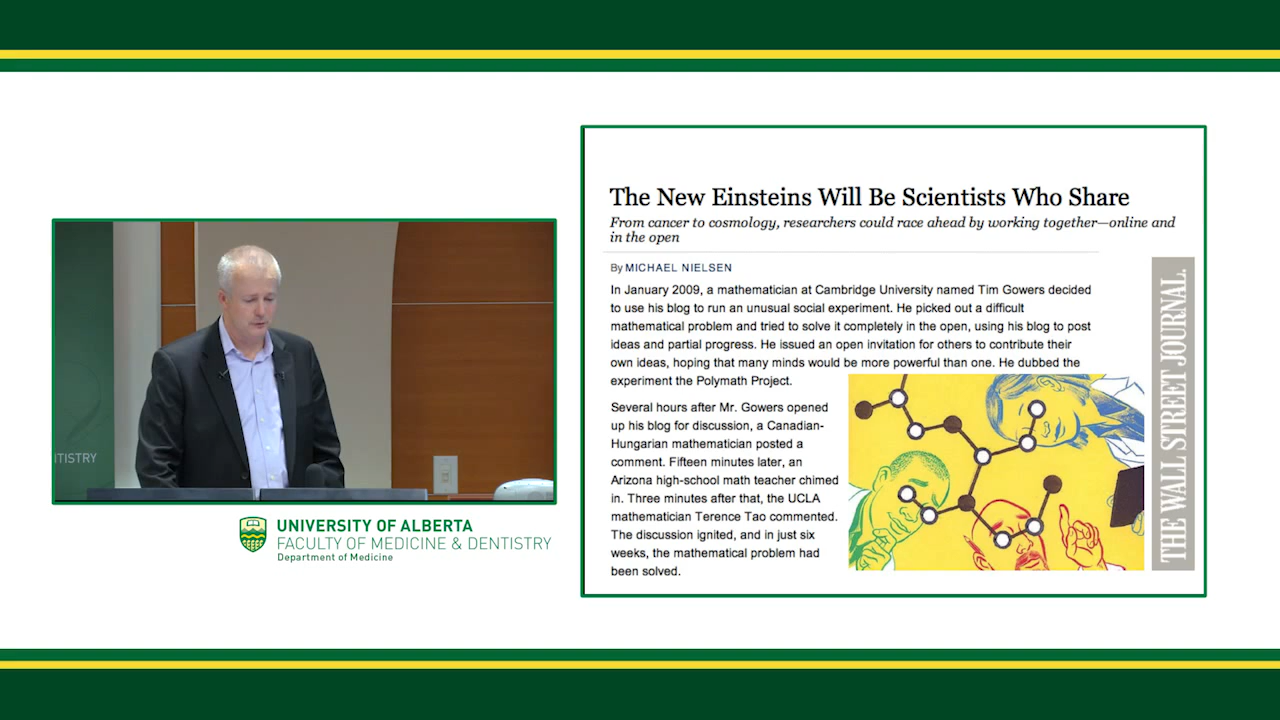 The New Einsteins Will Be Scientists Who Share
From cancer to cosmology, researchers could race ahead by working together—online and
in the open
By MICHAEL NIELSEN
In January 2009, a mathematician at Cambridge University named Tim Gowers decided
to use his blog to run an unusual social experiment. He picked out a difficult
mathematical problem and tried to solve it completely in the open, using his blog to post
ideas and partial progress. He issued an open invitation for others to contribute their
own ideas, hoping that many minds would be more powerful than one. He dubbed the
experiment the Polymath Project.
Several hours after Mr. Gowers opened
up his blog for discussion, a Canadian-
Hungarian mathematician posted a
comment. Fifteen minutes later, an
Arizona high-school math teacher chimed
in. Three minutes after that, the UCLA
mathematician Terence Tao commented.
The discussion ignited, and in just six
weeks, the mathematical problem had
been solved.
THE WALL STREET JOURNAL.
ITISTRY
UNIVERSITY OF ALBERTA
FACULTY OF MEDICINE & DENTISTRY
Department of Medicine